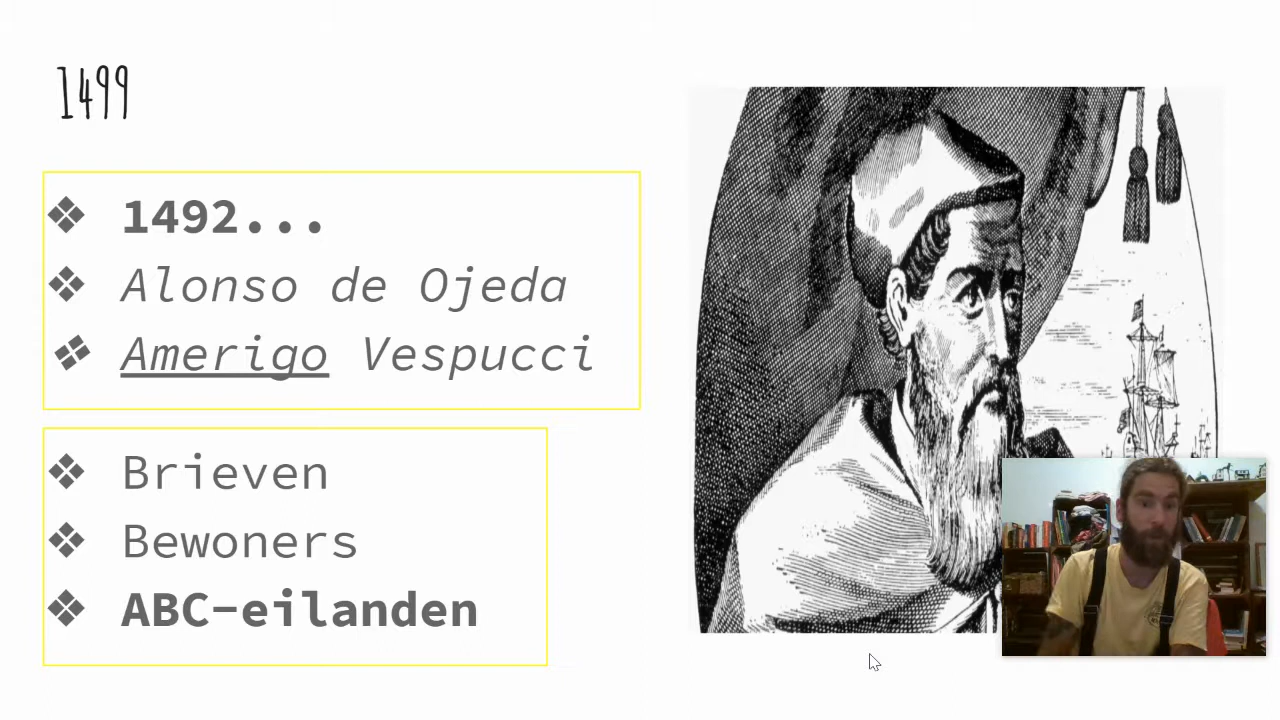 1499
❖ 1492...
❖ Alonso de Ojeda
❖ Amerigo Vespucci
❖ Brieven
❖ Bewoners
❖ ABC-eilanden